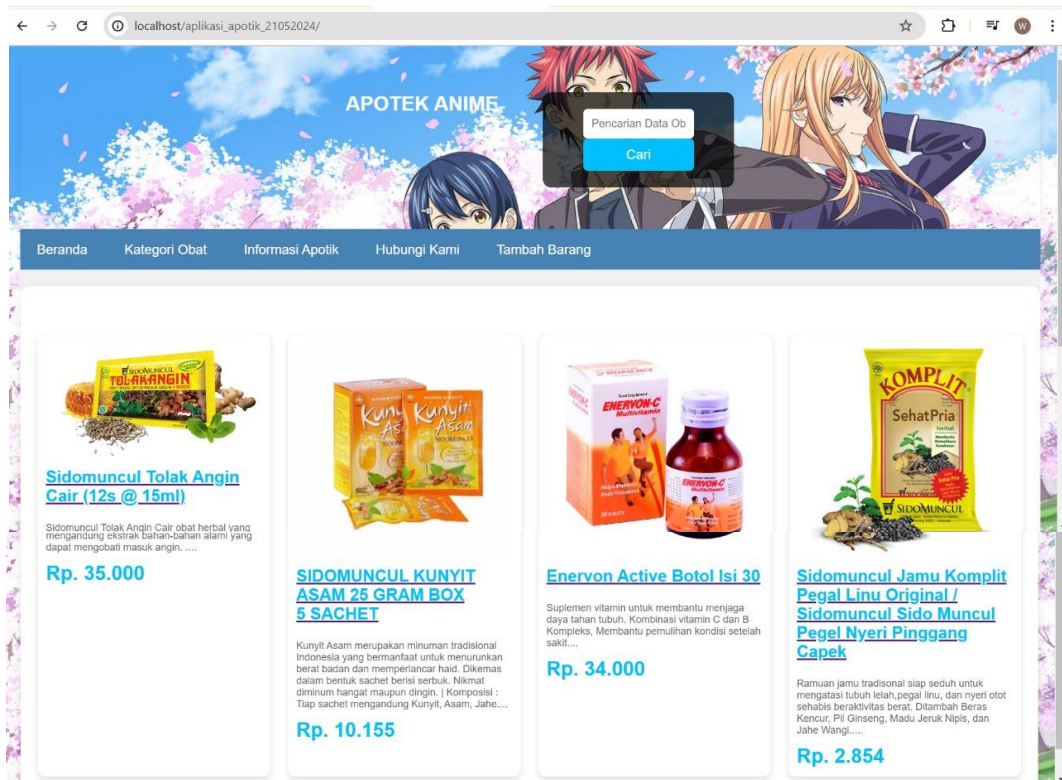 localhost/aplikasi_apotik_21052024/
W
APOTEK ANIME
Pencarian Data Ob
Cari
Beranda
Kategori Obat
Informasi Apotik
Hubungi Kami
Tambah Barang
SIDOMUNCUL
TOLAKANGIN
Sidomuncul Tolak Angin
Cair (12s @ 15ml)
Sidomuncul Tolak Angin Cair obat herbal yang
mengandung ekstrak bahan-bahan alami yang
dapat mengobati masuk angin. ....
Rp. 35.000
Kunyit
Asam
SIDOMUNCUL
SIDOMUNCUL KUNYIT
ASAM 25 GRAM BOX
5 SACHET
Kunyit Asam merupakan minuman tradisional
Indonesia yang bermanfaat untuk menurunkan
berat badan dan memperlancar haid. Dikemas
dalam bentuk sachet berisi serbuk. Nikmat
diminum hangat maupun dingin. | Komposisi :
Tiap sachet mengandung Kunyit, Asam, Jahe....
Rp. 10.155
ENERVON-C
Multivitamin
ENERVON-C
Multivitamin
Enervon Active Botol Isi 30
Suplemen vitamin untuk membantu menjaga
daya tahan tubuh. Kombinasi vitamin C dan B
Kompleks, Membantu pemulihan kondisi setelah
sakit....
Rp. 34.000
KOMPLIT
SehatPria
herbal
SIDOMUNCUL
Sidomuncul Jamu Komplit
Pegal Linu Original /
Sidomuncul Sido Muncul
Pegel Nyeri Pinggang
Capek
Ramuan jamu tradisonal siap seduh untuk
mengatasi tubuh lelah,pegal linu, dan nyeri otot
sehabis beraktivitas berat. Ditambah Beras
Kencur, Pil Ginseng, Madu Jeruk Nipis, dan
Jahe Wangi.....
Rp. 2.854